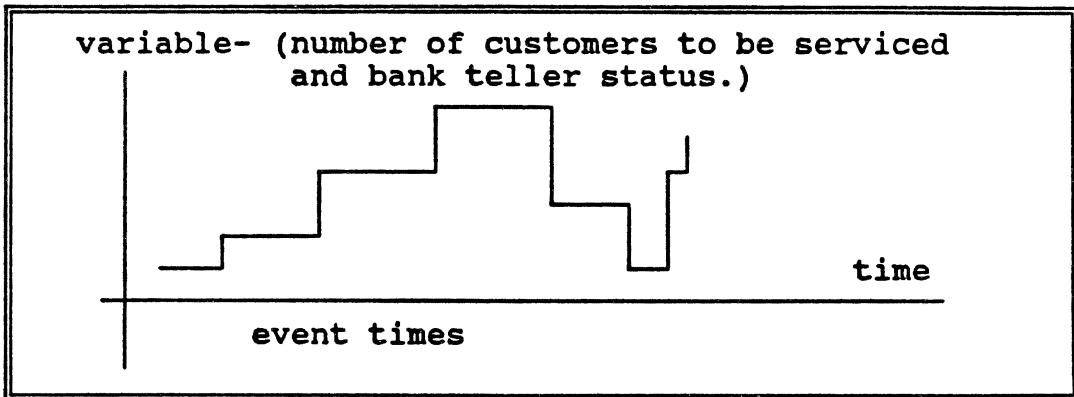 variable- (number of customers to be serviced
and bank teller status.)
time
event times